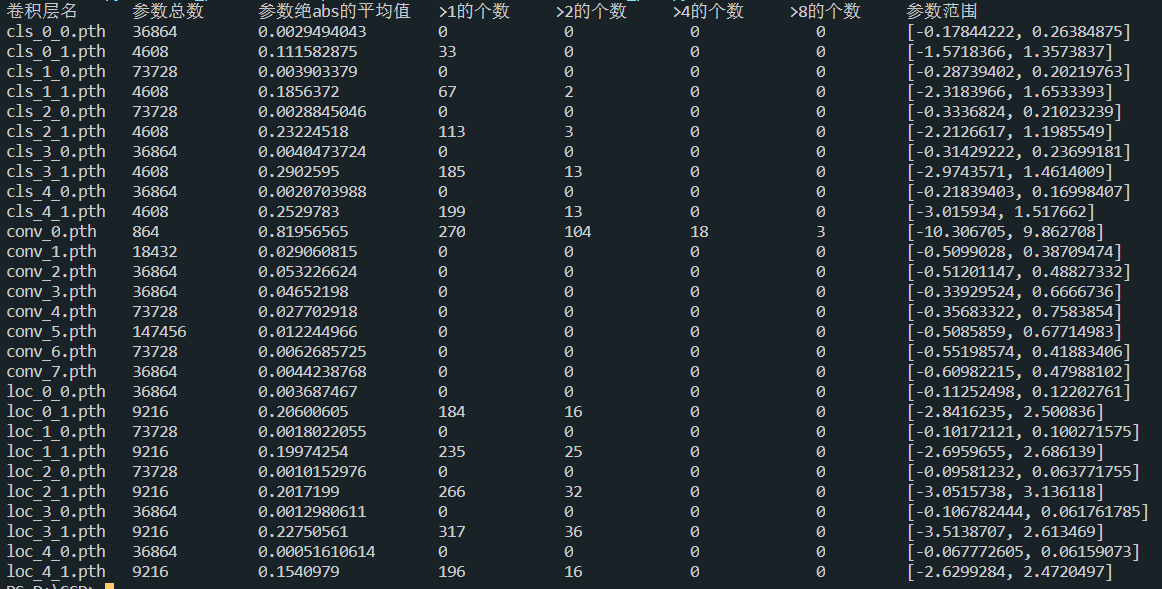 卷积层名 参数总数 参数绝abs的平均值 >1的个数 >2的个数 >4的个数 >8的个数 参数范围
cls_0_0.pth 36864 0.0029494043 0 0 0 0 [-0.17844222, 0.26384875]
cls_0_1.pth 4608 0.111582875 33 0 0 0 [-1.5718366, 1.3573837]
cls_1_0.pth 73728 0.003903379 0 0 0 0 [-0.28739402, 0.20219763]
cls_1_1.pth 4608 0.1856372 67 2 0 0 [-2.3183966, 1.6533393]
cls_2_0.pth 73728 0.0028845046 0 0 0 0 [-0.3336824, 0.21023239]
cls_2_1.pth 4608 0.23224518 113 3 0 0 [-2.2126617, 1.1985549]
cls_3_0.pth 36864 0.0040473724 0 0 0 0 [-0.31429222, 0.23699181]
cls_3_1.pth 4608 0.2902595 185 13 0 0 [-2.9743571, 1.4614009]
cls_4_0.pth 36864 0.0020703988 0 0 0 0 [-0.21839403, 0.16998407]
cls_4_1.pth 4608 0.2529783 199 13 0 0 [-3.015934, 1.517662]
conv_0.pth 864 0.81956565 270 104 18 3 [-10.306705, 9.862708]
conv_1.pth 18432 0.029060815 0 0 0 0 [-0.5099028, 0.38709474]
conv_2.pth 36864 0.053226624 0 0 0 0 [-0.51201147, 0.48827332]
conv_3.pth 36864 0.04652198 0 0 0 0 [-0.33929524, 0.6666736]
conv_4.pth 73728 0.027702918 0 0 0 0 [-0.35683322, 0.7583854]
conv_5.pth 147456 0.012244966 0 0 0 0 [-0.5085859, 0.67714983]
conv_6.pth 73728 0.0062685725 0 0 0 0 [-0.55198574, 0.41883406]
conv_7.pth 36864 0.0044238768 0 0 0 0 [-0.60982215, 0.47988102]
loc_0_0.pth 36864 0.003687467 0 0 0 0 [-0.11252498, 0.12202761]
loc_0_1.pth 9216 0.20600605 184 16 0 0 [-2.8416235, 2.500836]
loc_1_0.pth 73728 0.0018022055 0 0 0 0 [-0.10172121, 0.100271575]
loc_1_1.pth 9216 0.19974254 235 25 0 0 [-2.6959655, 2.686139]
loc_2_0.pth 73728 0.0010152976 0 0 0 0 [-0.09581232, 0.063771755]
loc_2_1.pth 9216 0.2017199 266 32 0 0 [-3.0515738, 3.136118]
loc_3_0.pth 36864 0.0012980611 0 0 0 0 [-0.106782444, 0.061761785]
loc_3_1.pth 9216 0.22750561 317 36 0 0 [-3.5138707, 2.613469]
loc_4_0.pth 36864 0.00051610614 0 0 0 0 [-0.067772605, 0.06159073]
loc_4_1.pth 9216 0.1540979 196 16 0 0 [-2.6299284, 2.4720497]